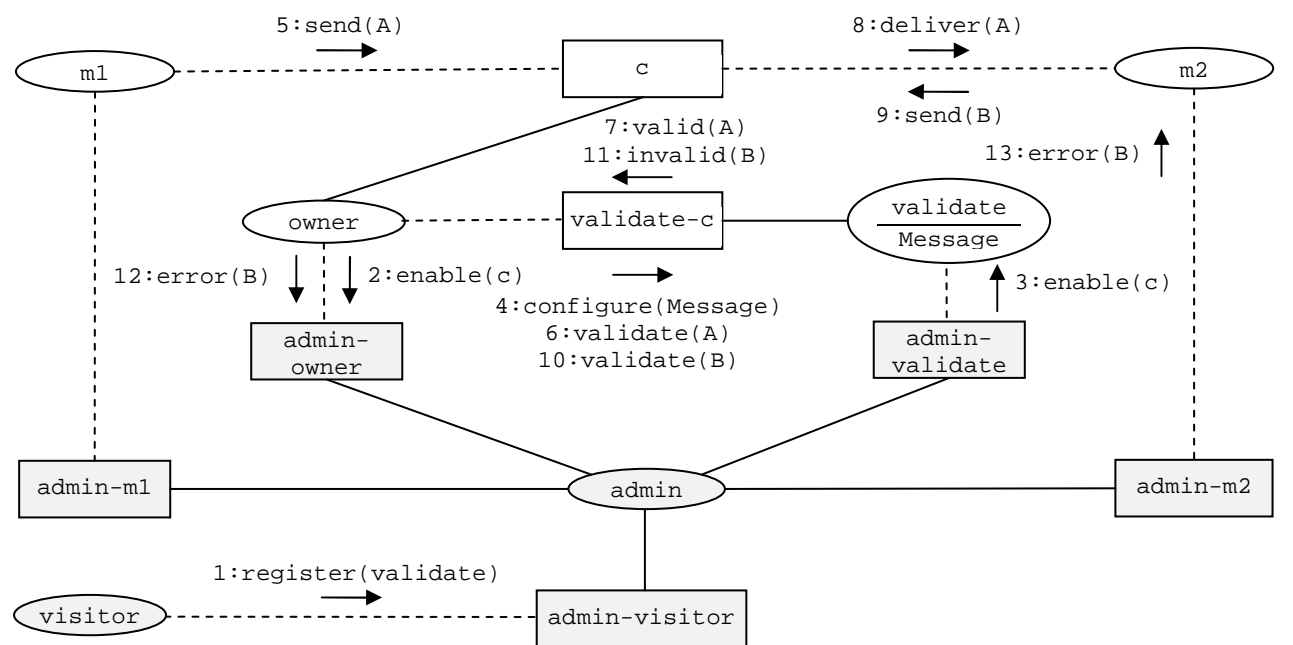 5:send(A)
8:deliver(A)
m1
c
m2
7:valid(A)
9:send(B)
11:invalid(B)
13:error(B)
owner
validate-c
validate
Message
12:error(B)
2:enable(c)
3:enable(c)
4:configure(Message)
6:validate(A)
10:validate(B)
admin-
owner
admin-
validate
admin-m1
admin
admin-m2
1:register(validate)
visitor
admin-visitor